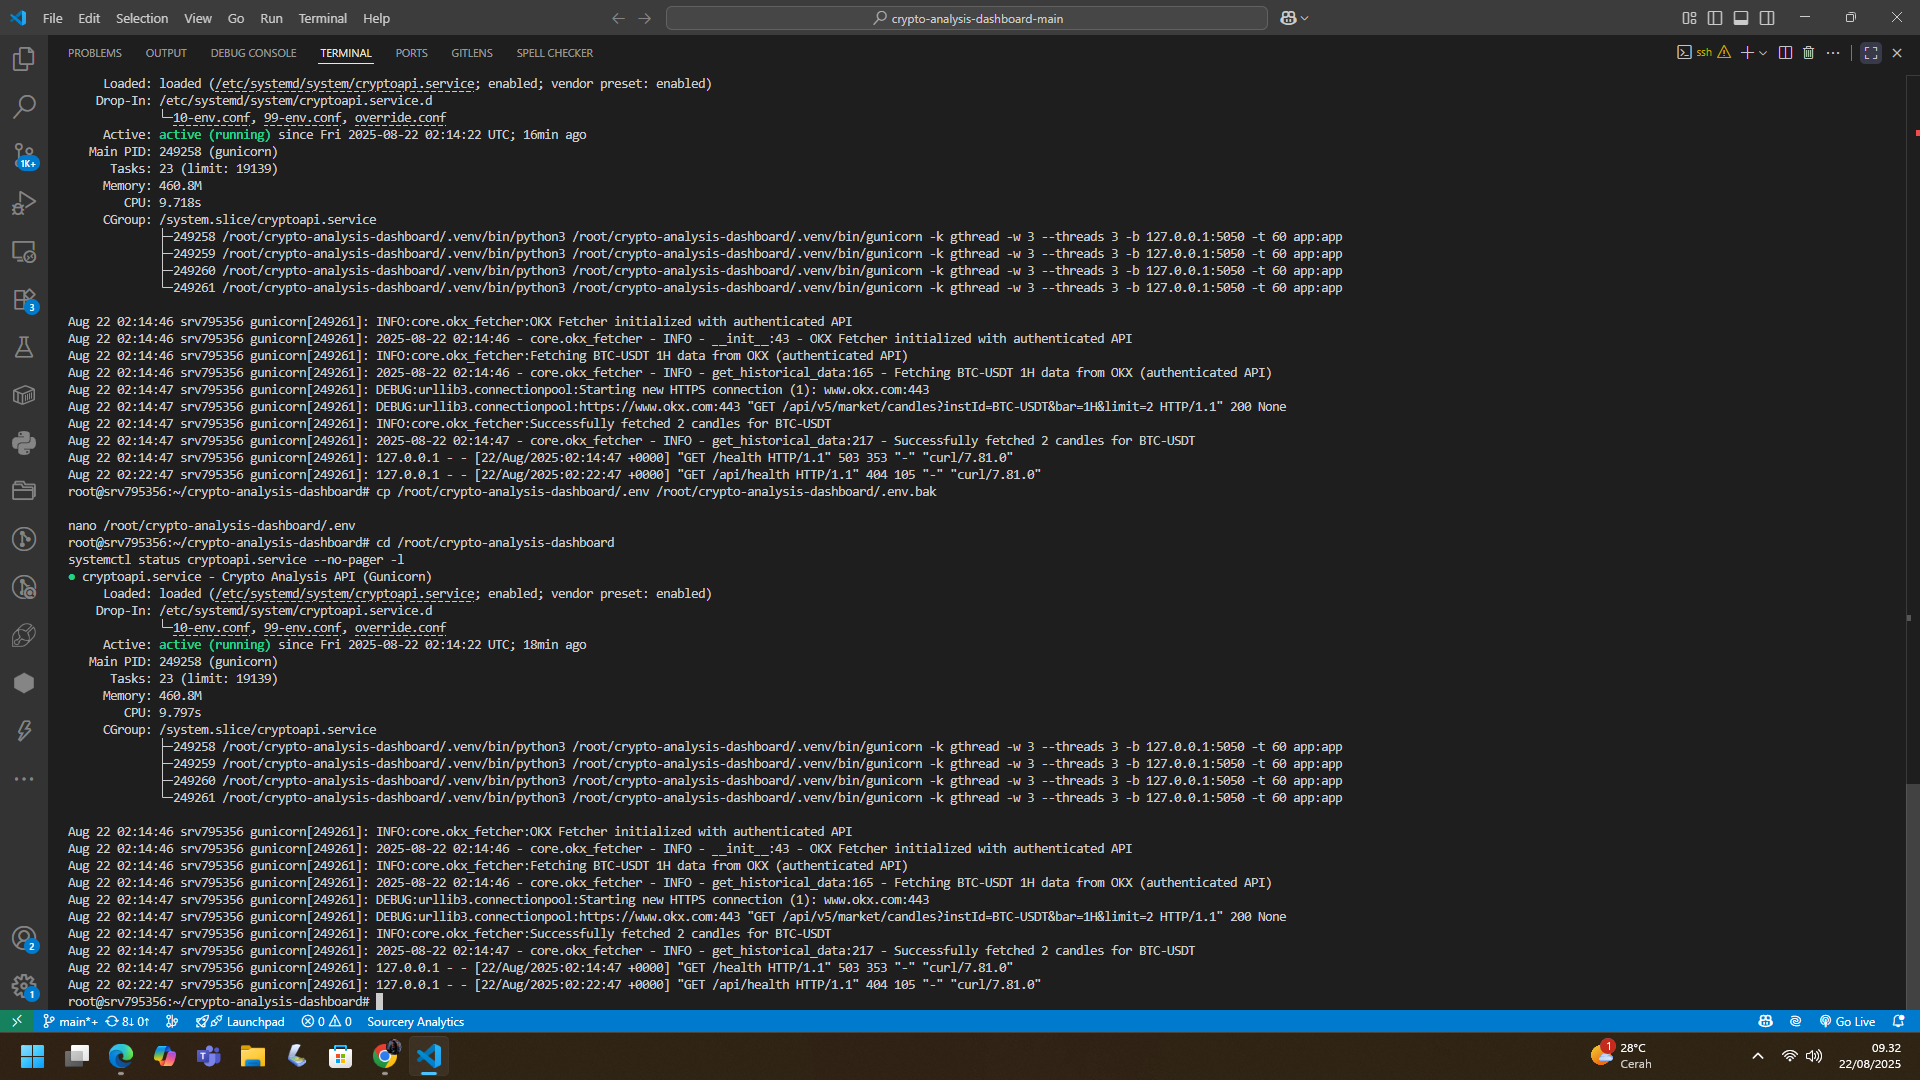 File Edit Selection View Go Run Terminal Help
crypto-analysis-dashboard-main
PROBLEMS OUTPUT DEBUG CONSOLE TERMINAL PORTS GITLENS SPELL CHECKER
ssh
Loaded: loaded (/etc/systemd/system/cryptoapi.service; enabled; vendor preset: enabled)
Drop-In: /etc/systemd/system/cryptoapi.service.d
└─10-env.conf, 99-env.conf, override.conf
Active: active (running) since Fri 2025-08-22 02:14:22 UTC; 16min ago
Main PID: 249258 (gunicorn)
Tasks: 23 (limit: 19139)
Memory: 460.8M
CPU: 9.718s
CGroup: /system.slice/cryptoapi.service
├─249258 /root/crypto-analysis-dashboard/.venv/bin/python3 /root/crypto-analysis-dashboard/.venv/bin/gunicorn -k gthread -w 3 --threads 3 -b 127.0.0.1:5050 -t 60 app:app
├─249259 /root/crypto-analysis-dashboard/.venv/bin/python3 /root/crypto-analysis-dashboard/.venv/bin/gunicorn -k gthread -w 3 --threads 3 -b 127.0.0.1:5050 -t 60 app:app
├─249260 /root/crypto-analysis-dashboard/.venv/bin/python3 /root/crypto-analysis-dashboard/.venv/bin/gunicorn -k gthread -w 3 --threads 3 -b 127.0.0.1:5050 -t 60 app:app
└─249261 /root/crypto-analysis-dashboard/.venv/bin/python3 /root/crypto-analysis-dashboard/.venv/bin/gunicorn -k gthread -w 3 --threads 3 -b 127.0.0.1:5050 -t 60 app:app
Aug 22 02:14:46 srv795356 gunicorn[249261]: INFO:core.okx_fetcher:OKX Fetcher initialized with authenticated API
Aug 22 02:14:46 srv795356 gunicorn[249261]: 2025-08-22 02:14:46 - core.okx_fetcher - INFO - __init__:43 - OKX Fetcher initialized with authenticated API
Aug 22 02:14:46 srv795356 gunicorn[249261]: INFO:core.okx_fetcher:Fetching BTC-USDT 1H data from OKX (authenticated API)
Aug 22 02:14:46 srv795356 gunicorn[249261]: 2025-08-22 02:14:46 - core.okx_fetcher - INFO - get_historical_data:165 - Fetching BTC-USDT 1H data from OKX (authenticated API)
Aug 22 02:14:47 srv795356 gunicorn[249261]: DEBUG:urllib3.connectionpool:Starting new HTTPS connection (1): www.okx.com:443
Aug 22 02:14:47 srv795356 gunicorn[249261]: DEBUG:urllib3.connectionpool:https://www.okx.com:443 "GET /api/v5/market/candles?instId=BTC-USDT&bar=1H&limit=2 HTTP/1.1" 200 None
Aug 22 02:14:47 srv795356 gunicorn[249261]: INFO:core.okx_fetcher:Successfully fetched 2 candles for BTC-USDT
Aug 22 02:14:47 srv795356 gunicorn[249261]: 2025-08-22 02:14:47 - core.okx_fetcher - INFO - get_historical_data:217 - Successfully fetched 2 candles for BTC-USDT
Aug 22 02:14:47 srv795356 gunicorn[249261]: 127.0.0.1 - - [22/Aug/2025:02:14:47 +0000] "GET /health HTTP/1.1" 503 353 "-" "curl/7.81.0"
Aug 22 02:22:47 srv795356 gunicorn[249261]: 127.0.0.1 - - [22/Aug/2025:02:22:47 +0000] "GET /api/health HTTP/1.1" 404 105 "-" "curl/7.81.0"
root@srv795356:~/crypto-analysis-dashboard# cp /root/crypto-analysis-dashboard/.env /root/crypto-analysis-dashboard/.env.bak
nano /root/crypto-analysis-dashboard/.env
root@srv795356:~/crypto-analysis-dashboard# cd /root/crypto-analysis-dashboard
systemctl status cryptoapi.service --no-pager -l
● cryptoapi.service - Crypto Analysis API (Gunicorn)
Loaded: loaded (/etc/systemd/system/cryptoapi.service; enabled; vendor preset: enabled)
Drop-In: /etc/systemd/system/cryptoapi.service.d
└─10-env.conf, 99-env.conf, override.conf
Active: active (running) since Fri 2025-08-22 02:14:22 UTC; 18min ago
Main PID: 249258 (gunicorn)
Tasks: 23 (limit: 19139)
Memory: 460.8M
CPU: 9.797s
CGroup: /system.slice/cryptoapi.service
├─249258 /root/crypto-analysis-dashboard/.venv/bin/python3 /root/crypto-analysis-dashboard/.venv/bin/gunicorn -k gthread -w 3 --threads 3 -b 127.0.0.1:5050 -t 60 app:app
├─249259 /root/crypto-analysis-dashboard/.venv/bin/python3 /root/crypto-analysis-dashboard/.venv/bin/gunicorn -k gthread -w 3 --threads 3 -b 127.0.0.1:5050 -t 60 app:app
├─249260 /root/crypto-analysis-dashboard/.venv/bin/python3 /root/crypto-analysis-dashboard/.venv/bin/gunicorn -k gthread -w 3 --threads 3 -b 127.0.0.1:5050 -t 60 app:app
└─249261 /root/crypto-analysis-dashboard/.venv/bin/python3 /root/crypto-analysis-dashboard/.venv/bin/gunicorn -k gthread -w 3 --threads 3 -b 127.0.0.1:5050 -t 60 app:app
Aug 22 02:14:46 srv795356 gunicorn[249261]: INFO:core.okx_fetcher:OKX Fetcher initialized with authenticated API
Aug 22 02:14:46 srv795356 gunicorn[249261]: 2025-08-22 02:14:46 - core.okx_fetcher - INFO - __init__:43 - OKX Fetcher initialized with authenticated API
Aug 22 02:14:46 srv795356 gunicorn[249261]: INFO:core.okx_fetcher:Fetching BTC-USDT 1H data from OKX (authenticated API)
Aug 22 02:14:46 srv795356 gunicorn[249261]: 2025-08-22 02:14:46 - core.okx_fetcher - INFO - get_historical_data:165 - Fetching BTC-USDT 1H data from OKX (authenticated API)
Aug 22 02:14:47 srv795356 gunicorn[249261]: DEBUG:urllib3.connectionpool:Starting new HTTPS connection (1): www.okx.com:443
Aug 22 02:14:47 srv795356 gunicorn[249261]: DEBUG:urllib3.connectionpool:https://www.okx.com:443 "GET /api/v5/market/candles?instId=BTC-USDT&bar=1H&limit=2 HTTP/1.1" 200 None
Aug 22 02:14:47 srv795356 gunicorn[249261]: INFO:core.okx_fetcher:Successfully fetched 2 candles for BTC-USDT
Aug 22 02:14:47 srv795356 gunicorn[249261]: 2025-08-22 02:14:47 - core.okx_fetcher - INFO - get_historical_data:217 - Successfully fetched 2 candles for BTC-USDT
Aug 22 02:14:47 srv795356 gunicorn[249261]: 127.0.0.1 - - [22/Aug/2025:02:14:47 +0000] "GET /health HTTP/1.1" 503 353 "-" "curl/7.81.0"
Aug 22 02:22:47 srv795356 gunicorn[249261]: 127.0.0.1 - - [22/Aug/2025:02:22:47 +0000] "GET /api/health HTTP/1.1" 404 105 "-" "curl/7.81.0"
root@srv795356:~/crypto-analysis-dashboard#
1K+
3
2
1
main*+ 8↓ 0↑ Launchpad 0 0 Sourcery Analytics Go Live
1
28°C
Cerah
09.32
22/08/2025